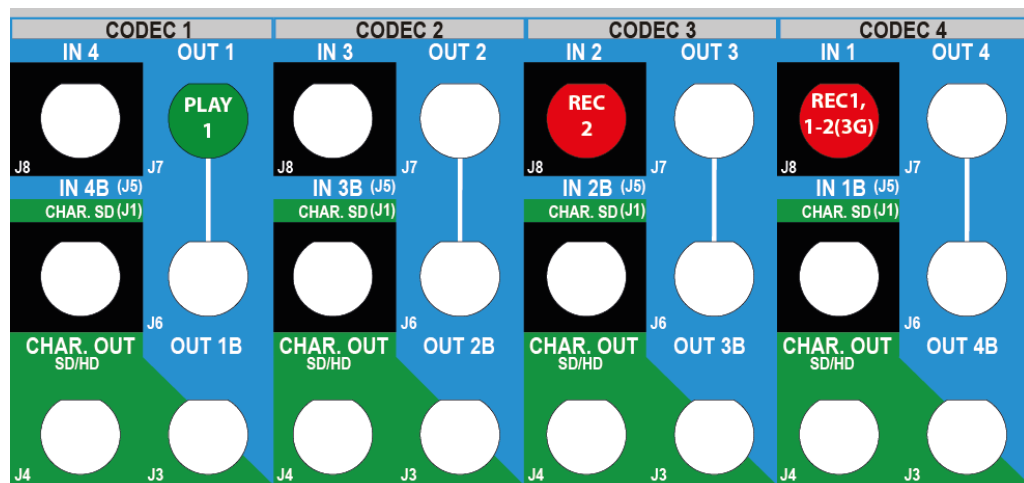 CODEC 1 CODEC 2 CODEC 3 CODEC 4
IN 4 OUT 1 IN 3 OUT 2 IN 2 OUT 3 IN 1 OUT 4
PLAY
1
REC
2
REC1,
1-2(3G)
J8 J7 J8 J7 J8 J7 J8 J7
IN 4B (J5) IN 3B (J5) IN 2B (J5) IN 1B (J5)
CHAR. SD (J1) CHAR. SD (J1) CHAR. SD (J1) CHAR. SD (J1)
J6 J6 J6 J6
CHAR. OUT OUT 1B CHAR. OUT OUT 2B CHAR. OUT OUT 3B CHAR. OUT OUT 4B
SD/HD SD/HD SD/HD SD/HD
J4 J3 J4 J3 J4 J3 J4 J3